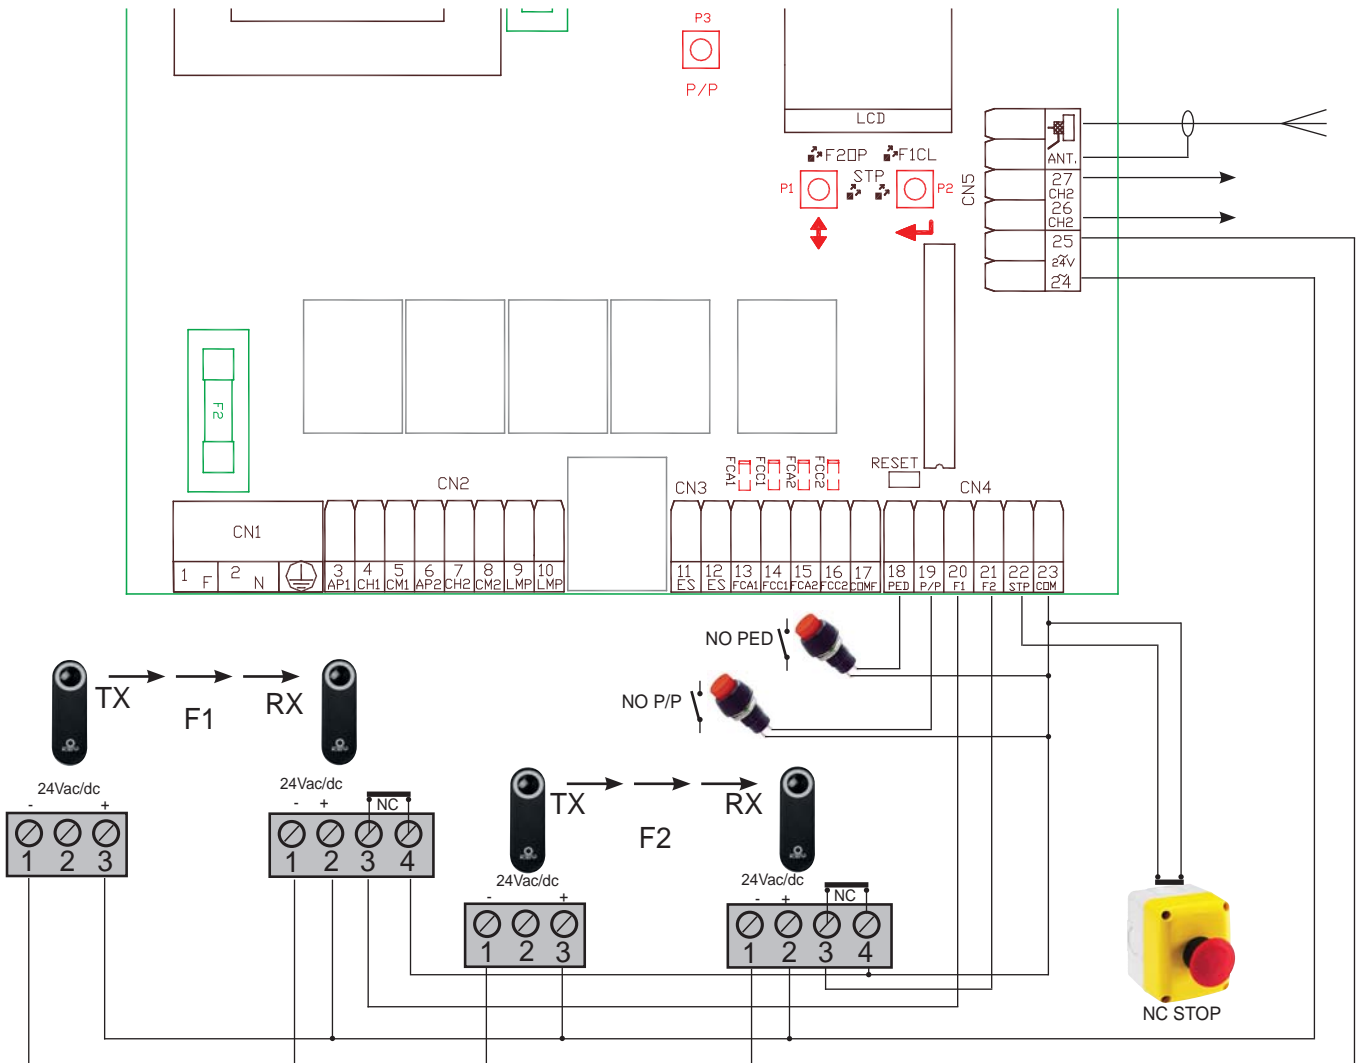 P3
P/P
LCD
F2OP
F1CL
STP
P1
P2
CN5
ANT.
27
CH2
26
CH2
25
24V
~
~
24
F2
FCA1
FCC1
FCA2
FCC2
RESET
CN1
CN2
CN3
CN4
1 F
2 N
3 AP1
4 CH1
5 CM1
6 AP2
7 CH2
8 CM2
9 LMP
10 LMP
11 ES
12 ES
13 FCA1
14 FCC1
15 FCA2
16 FCC2
17 COMF
18 PED
19 P/P
20 F1
21 F2
22 STP
23 COM
NO PED
NO P/P
TX
F1
RX
24Vac/dc
- +
1 2 3
24Vac/dc
- +
NC
1 2 3 4
TX
F2
RX
24Vac/dc
- +
1 2 3
24Vac/dc
- +
NC
1 2 3 4
NC STOP